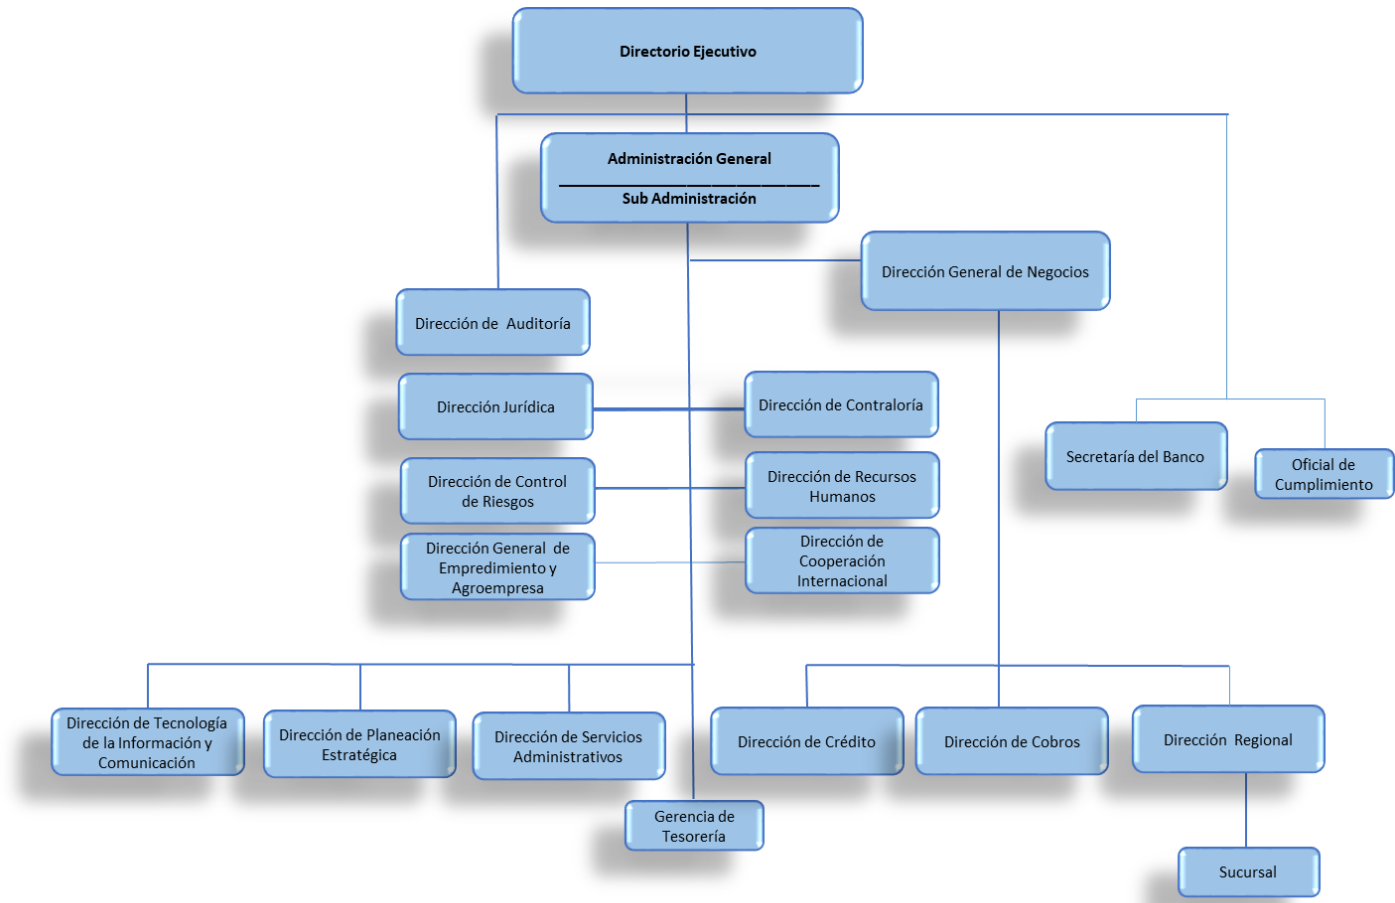 Directorio Ejecutivo
Administración General
Sub Administración
Dirección General de Negocios
Dirección de Auditoría
Dirección Jurídica
Dirección de Contraloría
Secretaría del Banco
Oficial de
Cumplimiento
Dirección de Control
de Riesgos
Dirección de Recursos
Humanos
Dirección General de
Empredimiento y
Agroempresa
Dirección de
Cooperación
Internacional
Dirección de Tecnología
de la Información y
Comunicación
Dirección de Planeación
Estratégica
Dirección de Servicios
Administrativos
Dirección de Crédito
Dirección de Cobros
Dirección Regional
Gerencia de
Tesorería
Sucursal